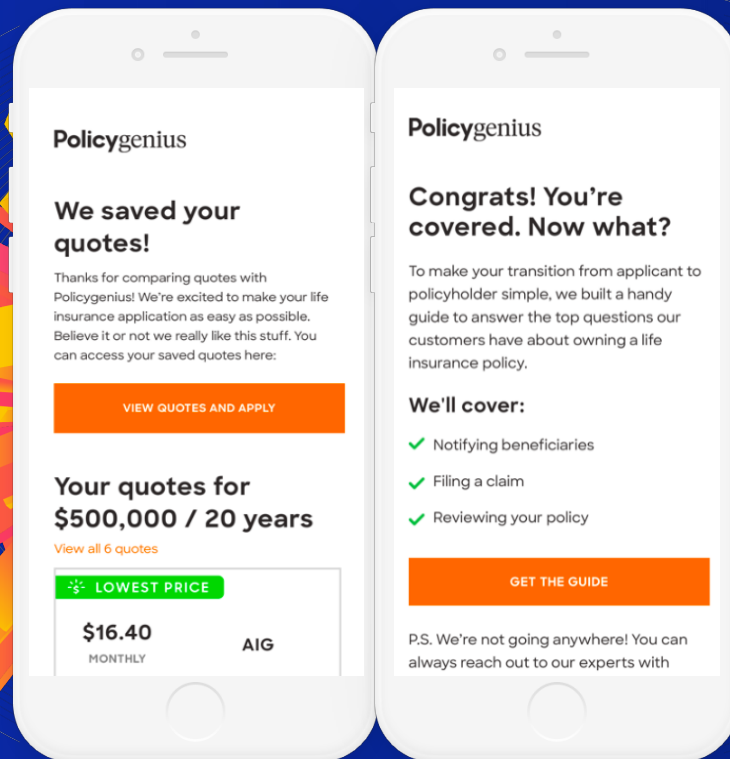 Policygenius
We saved your
quotes!
Thanks for comparing quotes with
Policygenius! We're excited to make your life
insurance application as easy as possible.
Believe it or not we really like this stuff. You
can access your saved quotes here:
VIEW QUOTES AND APPLY
Your quotes for
$500,000 / 20 years
View all 6 quotes
LOWEST PRICE
$16.40
MONTHLY
AIG
Policygenius
Congrats! You’re
covered. Now what?
To make your transition from applicant to
policyholder simple, we built a handy
guide to answer the top questions our
customers have about owning a life
insurance policy.
We'll cover:
Notifying beneficiaries
Filing a claim
Reviewing your policy
GET THE GUIDE
P.S. We're not going anywhere! You can
always reach out to our experts with